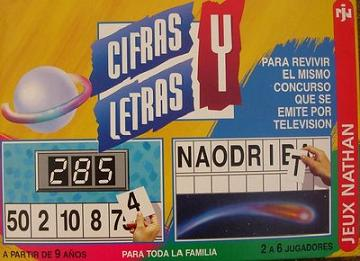 CIFRAS
Y
LETRAS
PARA REVIVIR
EL MISMO
CONCURSO
QUE SE
EMITE POR
TELEVISION
JEUX NATHAN
285
50 2 10 8 7 4
NAODRIE
A PARTIR DE 9 AÑOS
PARA TODA LA FAMILIA
2 A 6 JUGADORES